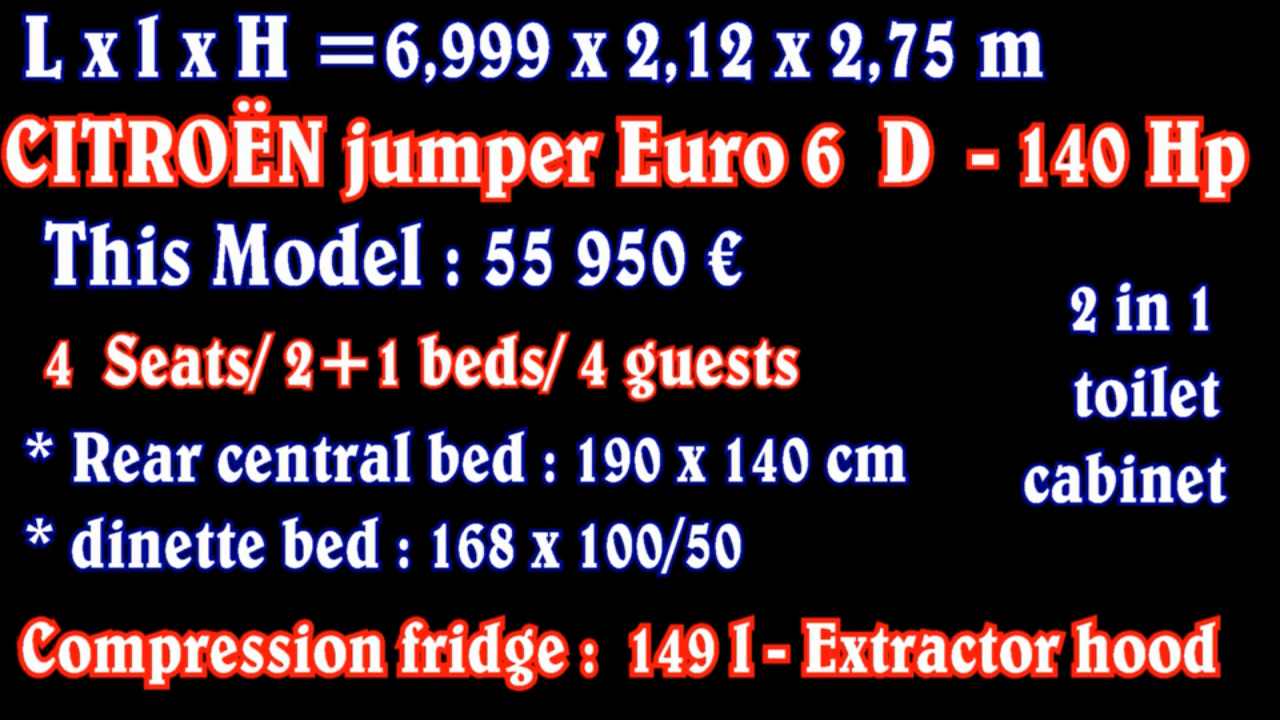 L x l x H =6,999 x 2,12 x 2,75 m
CITROËN jumper Euro 6 D - 140 Hp
This Model : 55 950 €
4 Seats/ 2+1 beds/ 4 guests
* Rear central bed : 190 x 140 cm
* dinette bed : 168 x 100/50
2 in 1
toilet
cabinet
Compression fridge : 149 l - Extractor hood